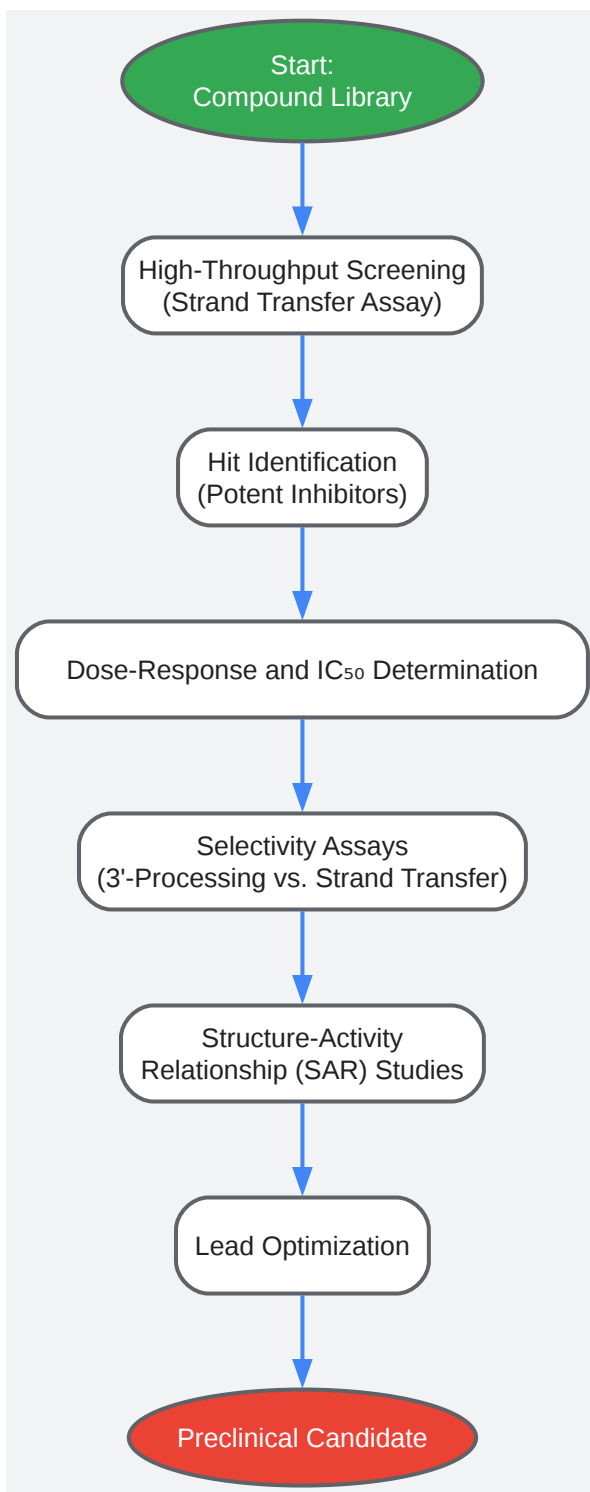 Start:
Compound Library
High-Throughput Screening
(Strand Transfer Assay)
Hit Identification
(Potent Inhibitors)
Dose-Response and IC₅₀ Determination
Selectivity Assays
(3'-Processing vs. Strand Transfer)
Structure-Activity
Relationship (SAR) Studies
Lead Optimization
Preclinical Candidate